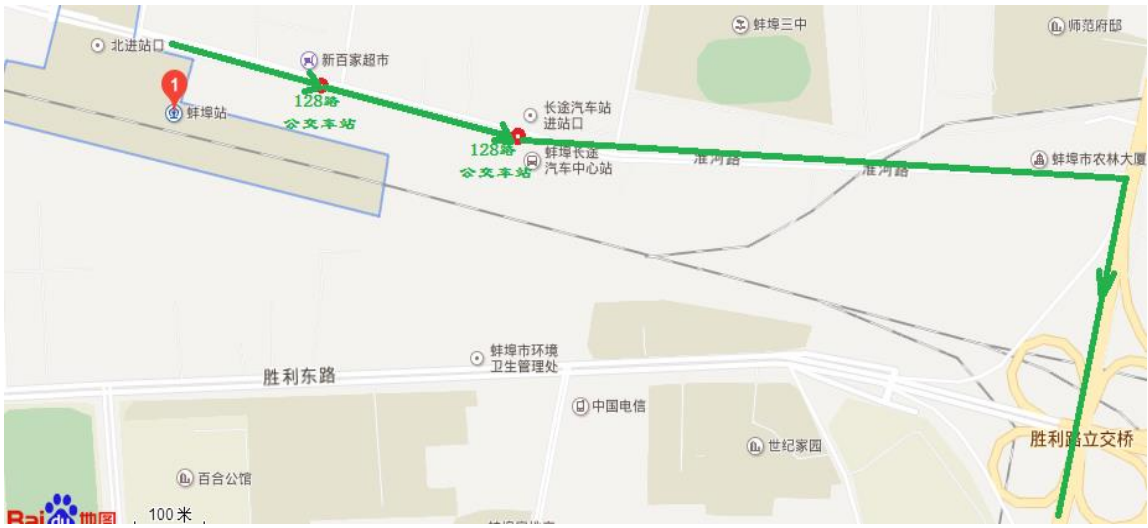 蚌埠三中
师范府邸
北进站口
新百家超市
1
蚌埠站
128路
公交车站
长途汽车站
进站口
128路
公交车站
蚌埠长途
汽车中心站
淮河路
淮河路
蚌埠市农林大厦
蚌埠市环境
卫生管理处
胜利东路
中国电信
胜利路立交桥
世纪家园
百合公馆
100米
Bai du 地图